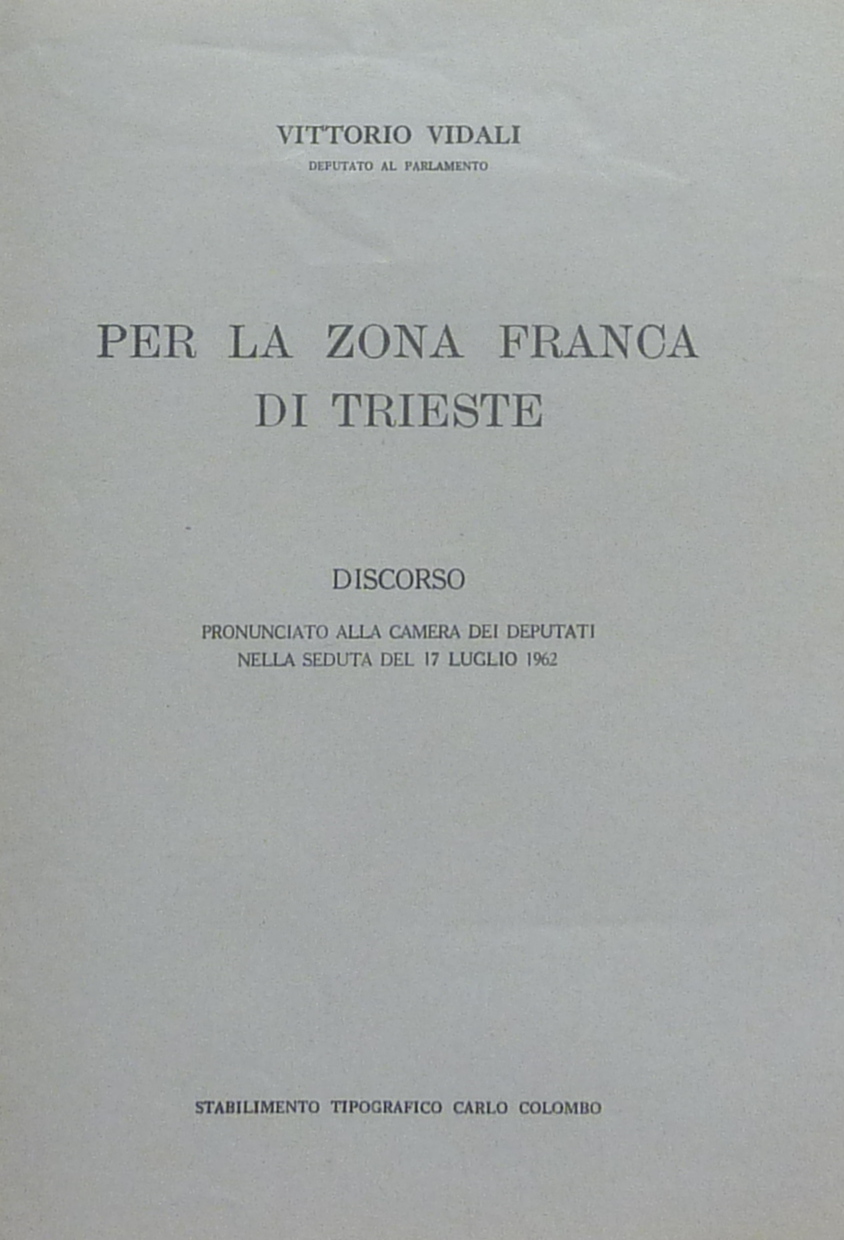 VITTORIO VIDALI
DEPUTATO AL PARLAMENTO
PER LA ZONA FRANCA
DI TRIESTE
DISCORSO
PRONUNCIATO ALLA CAMERA DEI DEPUTATI
NELLA SEDUTA DEL 17 LUGLIO 1962
STABILIMENTO TIPOGRAFICO CARLO COLOMBO